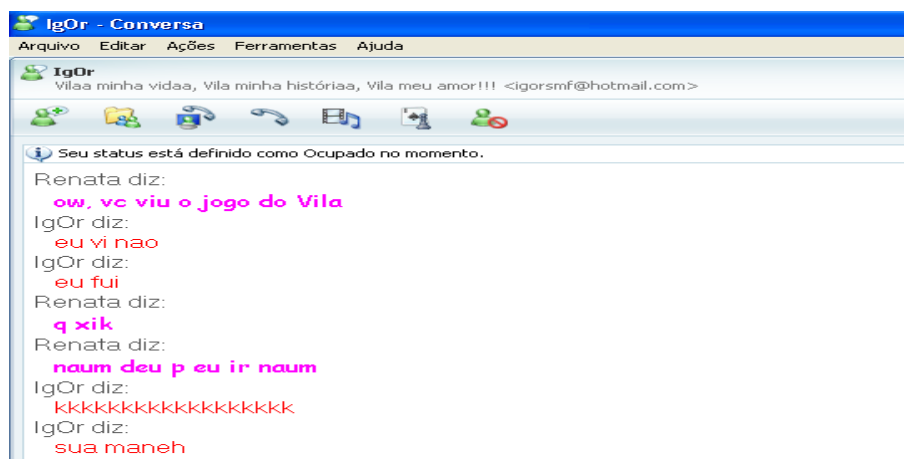 IgOr - Conversa
Arquivo Editar Ações Ferramentas Ajuda
IgOr
Vilaa minha vidaa, Vila minha históriaa, Vila meu amor!!! <igorsmf@hotmail.com>
Seu status está definido como Ocupado no momento.
Renata diz:
ow, vc viu o jogo do Vila
IgOr diz:
eu vi nao
IgOr diz:
eu fui
Renata diz:
q xik
Renata diz:
naum deu p eu ir naum
IgOr diz:
kkkkkkkkkkkkkkkkkk
IgOr diz:
sua maneh